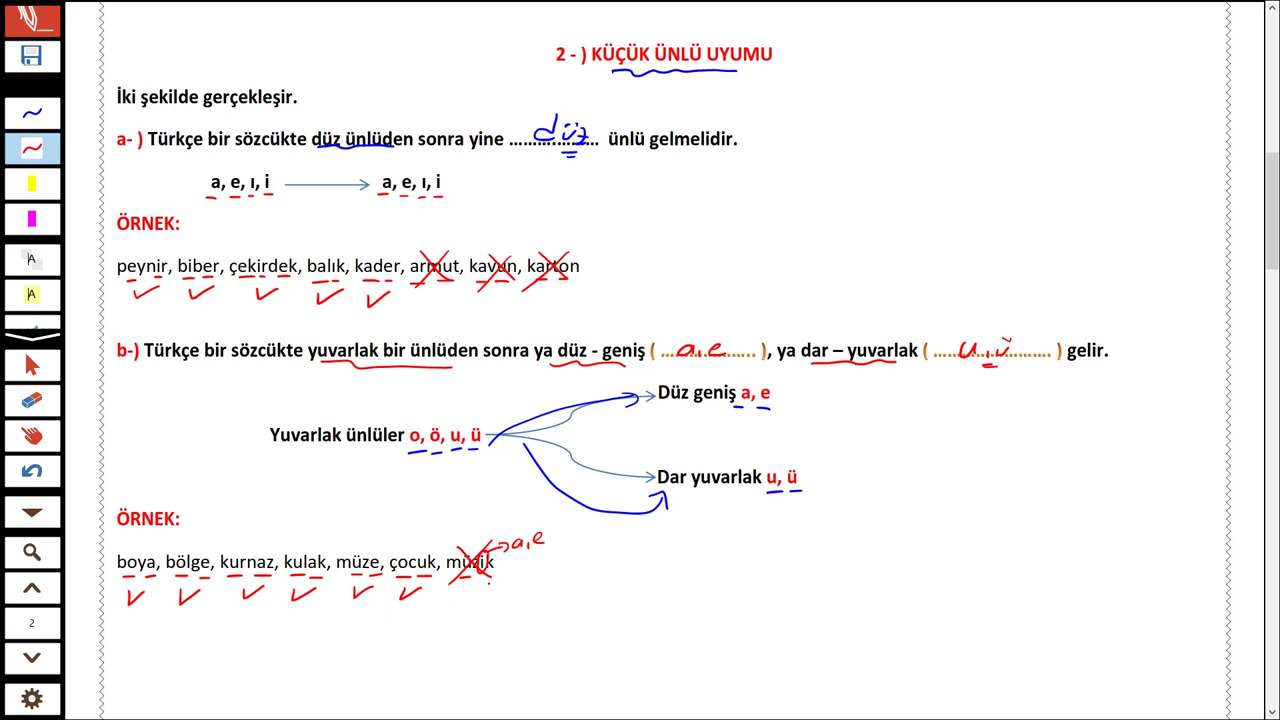 2 - ) KÜÇÜK ÜNLÜ UYUMU
İki şekilde gerçekleşir.
a- ) Türkçe bir sözcükte düz ünlüden sonra yine ...düz... ünlü gelmelidir.
a, e, ı, i a, e, ı, i
ÖRNEK:
peynir, biber, çekirdek, balık, kader, armut, kavun, karton
b-) Türkçe bir sözcükte yuvarlak bir ünlüden sonra ya düz - geniş ( ...a,e... ), ya dar – yuvarlak ( ...u,ü... ) gelir.
Düz geniş a, e
Yuvarlak ünlüler o, ö, u, ü
Dar yuvarlak u, ü
ÖRNEK:
a,e
boya, bölge, kurnaz, kulak, müze, çocuk, müzik
A
A
2